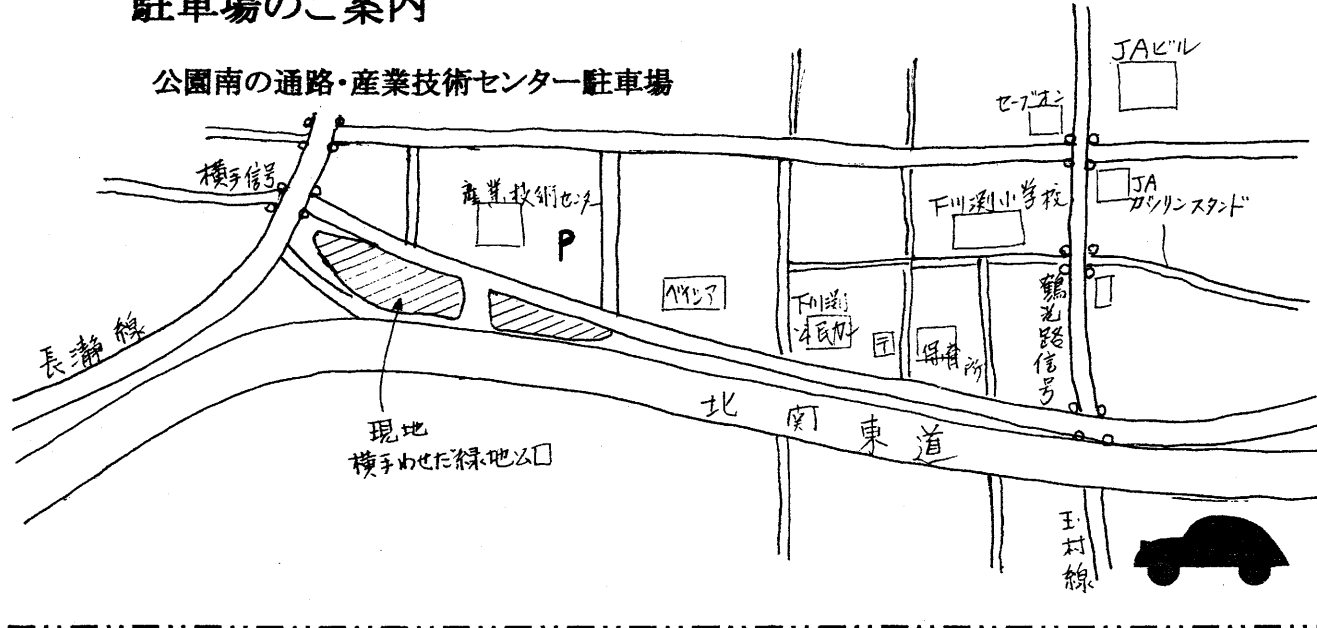 駐車場のご案内
公園南の通路・産業技術センター駐車場
JAビル
セーブオン
横手信号
産業技術センター
P
下川渕小学校
JA
ガソリンスタンド
ベイシア
下川渕
公民館
〒
保育所
鶴光路信号
長瀞線
現地
横手わせだ緑地公口
北関東道
玉村線